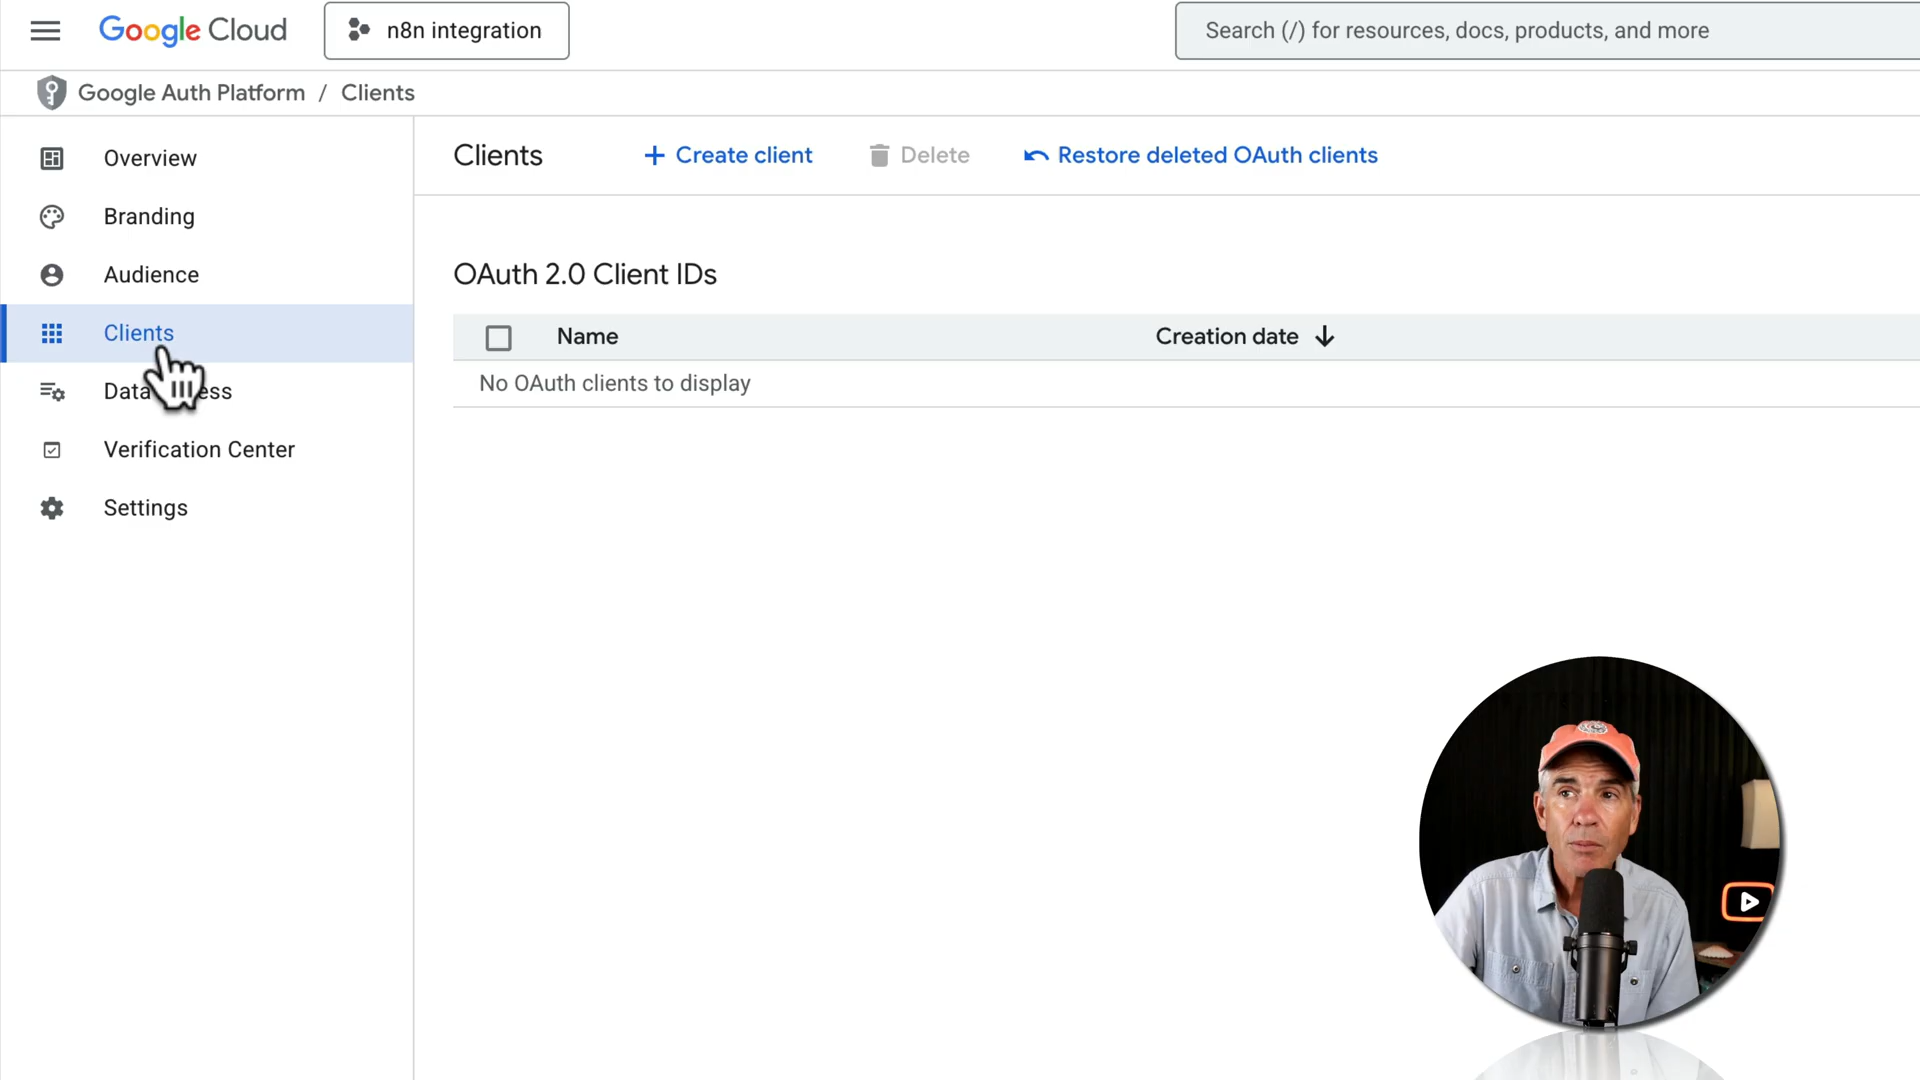 Google Cloud
n8n integration
Search (/) for resources, docs, products, and more
Google Auth Platform / Clients
Overview
Branding
Audience
Clients
Data ess
Verification Center
Settings
Clients
+ Create client
Delete
Restore deleted OAuth clients
OAuth 2.0 Client IDs
Name
Creation date ↓
No OAuth clients to display